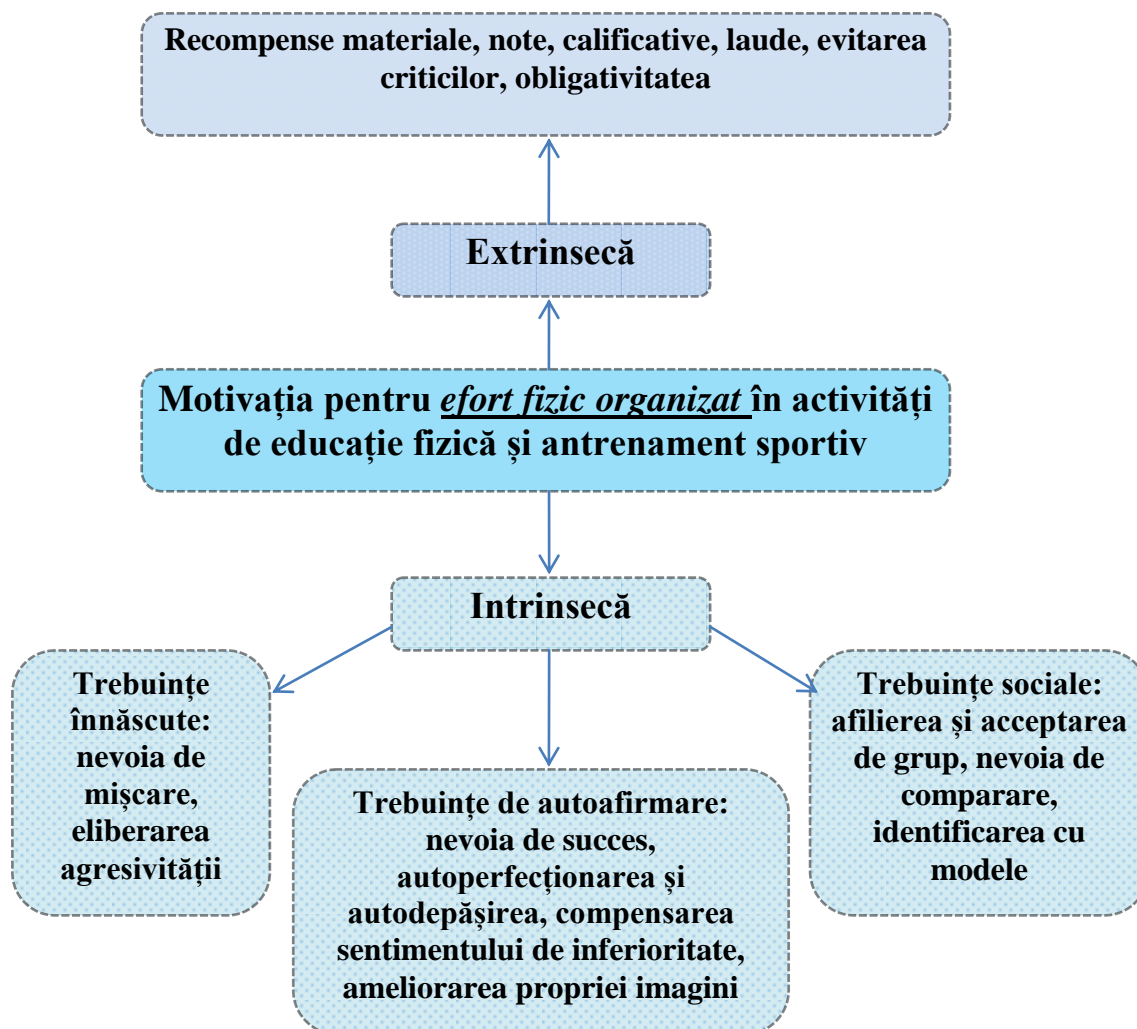 Recompense materiale, note, calificative, laude, evitarea
criticilor, obligativitatea
Extrinsecă
Motivația pentru efort fizic organizat în activități
de educație fizică și antrenament sportiv
Intrinsecă
Trebuințe
înnăscute:
nevoia de
mișcare,
eliberarea
agresivității
Trebuințe de autoafirmare:
nevoia de succes,
autoperfecționarea și
autodepășirea, compensarea
sentimentului de inferioritate,
ameliorarea propriei imagini
Trebuințe sociale:
afilierea și acceptarea
de grup, nevoia de
comparare,
identificarea cu
modele